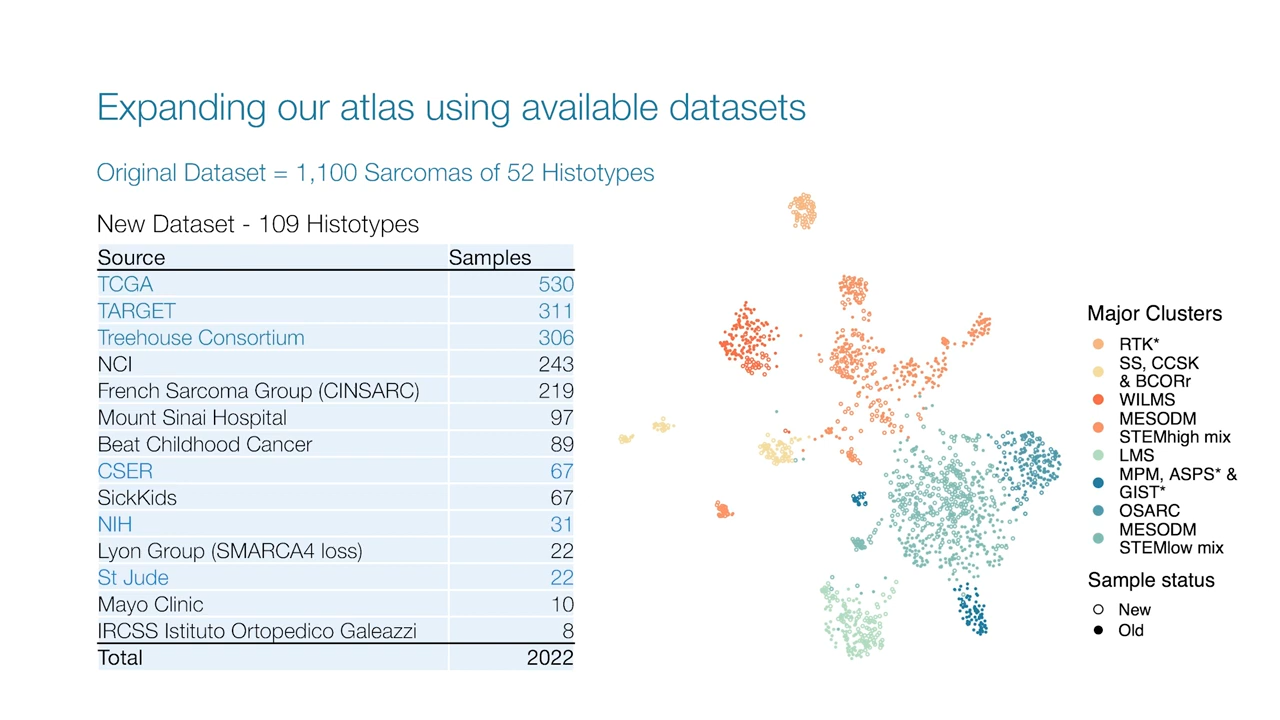 Expanding our atlas using available datasets
Original Dataset = 1,100 Sarcomas of 52 Histotypes
New Dataset - 109 Histotypes
Source Samples
TCGA 530
TARGET 311
Treehouse Consortium 306
NCI 243
French Sarcoma Group (CINSARC) 219
Mount Sinai Hospital 97
Beat Childhood Cancer 89
CSER 67
SickKids 67
NIH 31
Lyon Group (SMARCA4 loss) 22
St Jude 22
Mayo Clinic 10
IRCSS Istituto Ortopedico Galeazzi 8
Total 2022
Major Clusters
RTK*
SS, CCSK
& BCORr
WILMS
MESODM
STEMhigh mix
LMS
MPM, ASPS* &
GIST*
OSARC
MESODM
STEMlow mix
Sample status
New
Old